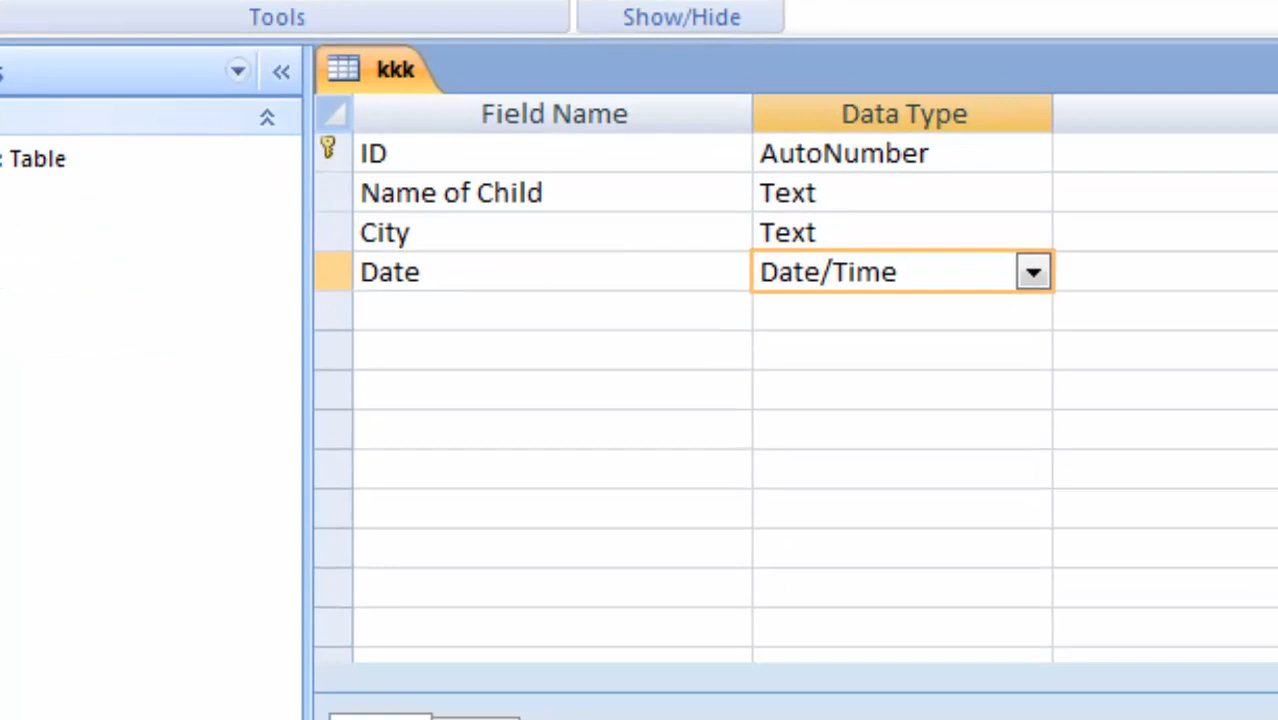 Tools Show/Hide
kkk
Field Name Data Type
: Table
ID AutoNumber
Name of Child Text
City Text
Date Date/Time